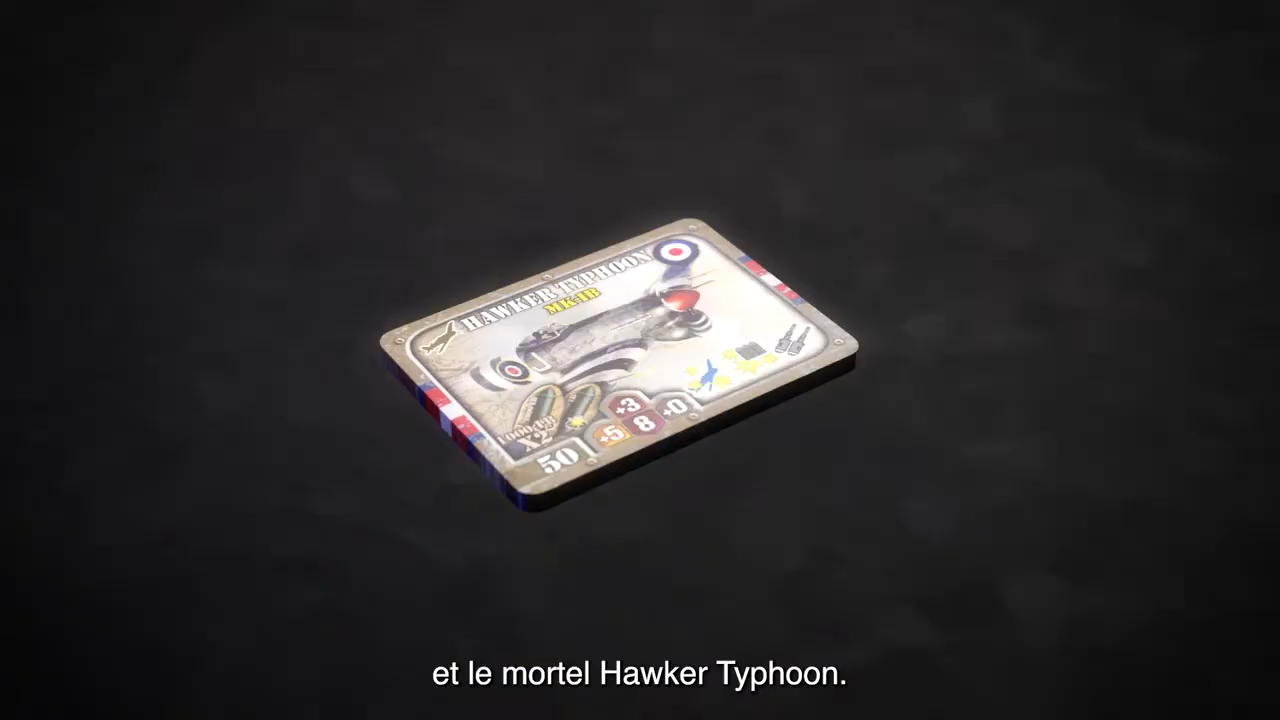 HAWKER TYPHOON
MK-IB
1000 LB
X2
+3
+0
+5
8
50
et le mortel Hawker Typhoon.